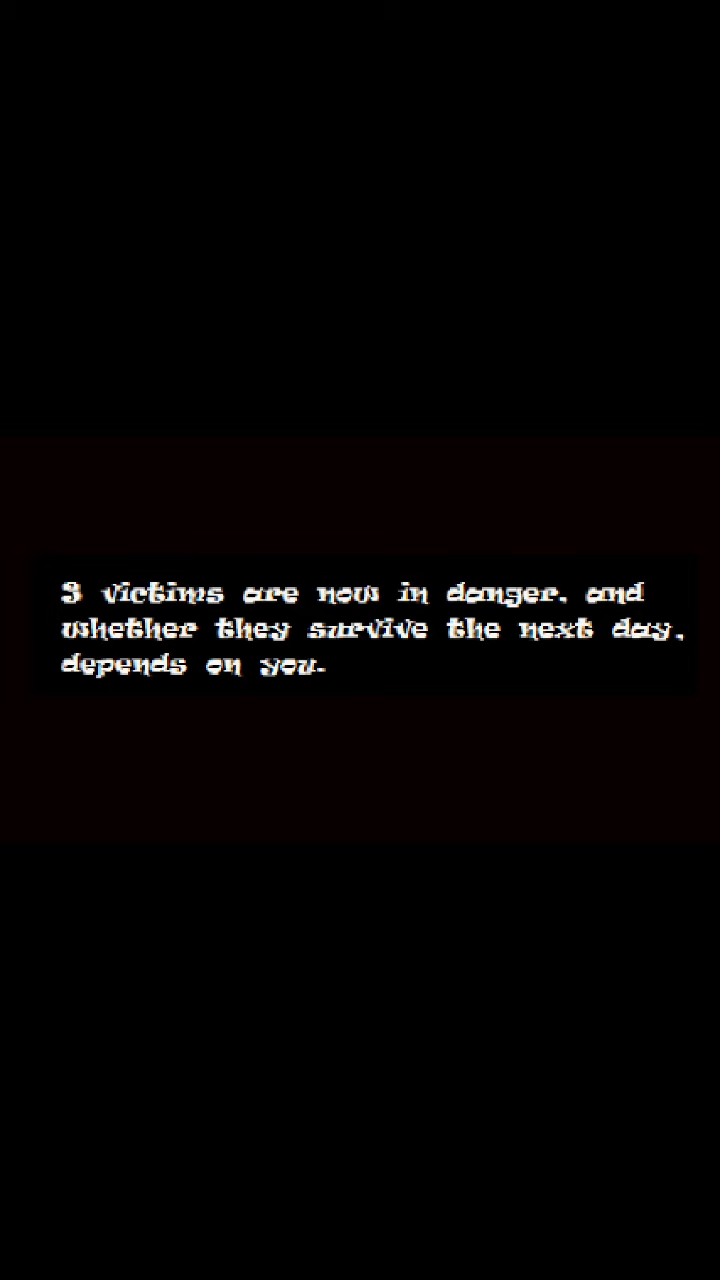 3 victims are now in danger, and
whether they survive the next day,
depends on you.